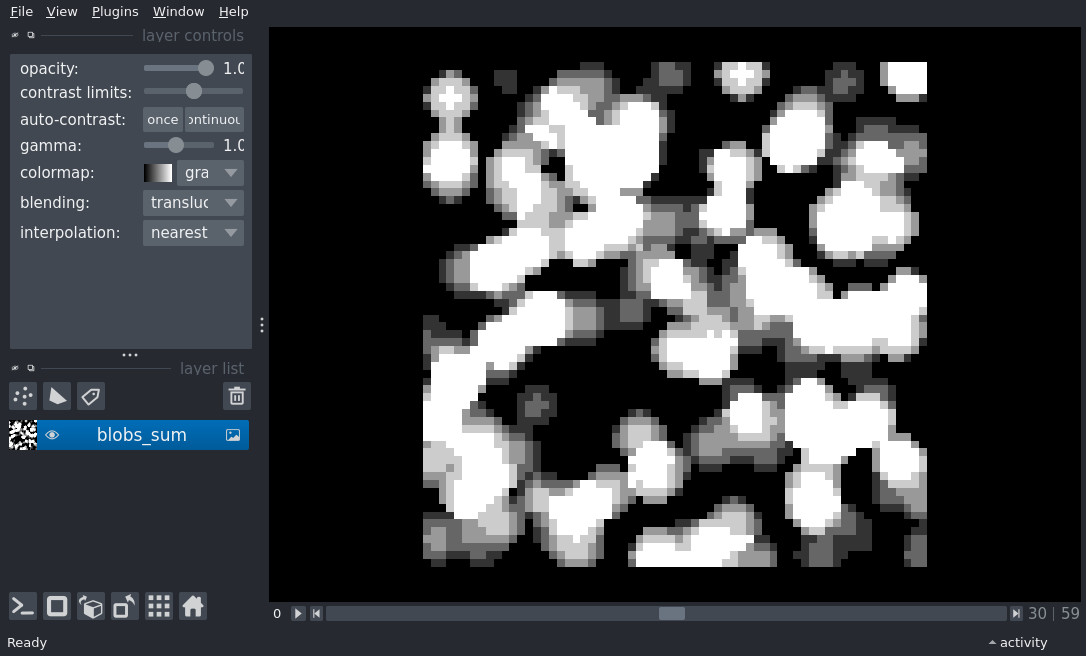 File View Plugins Window Help
layer controls
opacity: 1.0
contrast limits:
auto-contrast: once ontinuou
gamma: 1.0
colormap: gra
blending: transluc
interpolation: nearest
layer list
blobs_sum
0 30 | 59
Ready activity